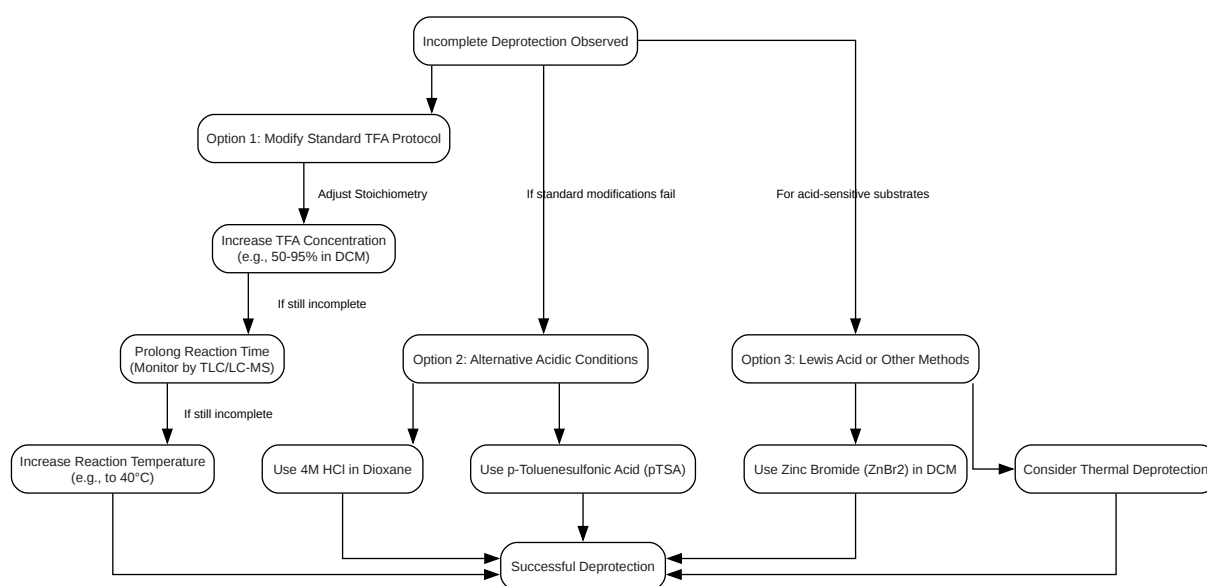 Incomplete Deprotection Observed
Option 1: Modify Standard TFA Protocol
Adjust Stoichiometry
If standard modifications fail
For acid-sensitive substrates
Increase TFA Concentration
(e.g., 50-95% in DCM)
If still incomplete
Prolong Reaction Time
(Monitor by TLC/LC-MS)
Option 2: Alternative Acidic Conditions
Option 3: Lewis Acid or Other Methods
If still incomplete
Increase Reaction Temperature
(e.g., to 40°C)
Use 4M HCl in Dioxane
Use p-Toluenesulfonic Acid (pTSA)
Use Zinc Bromide (ZnBr2) in DCM
Consider Thermal Deprotection
Successful Deprotection